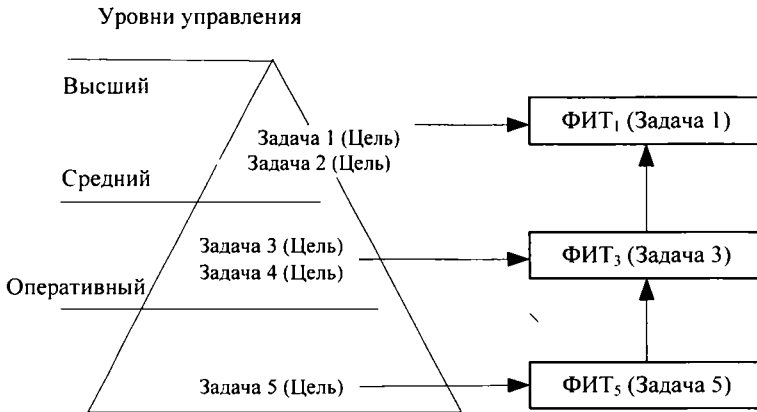 Уровни управления
Высший
Задача 1 (Цель)
ФИТ₁ (Задача 1)
Задача 2 (Цель)
Средний
Задача 3 (Цель)
ФИТ₃ (Задача 3)
Задача 4 (Цель)
Оперативный
Задача 5 (Цель)
ФИТ₅ (Задача 5)